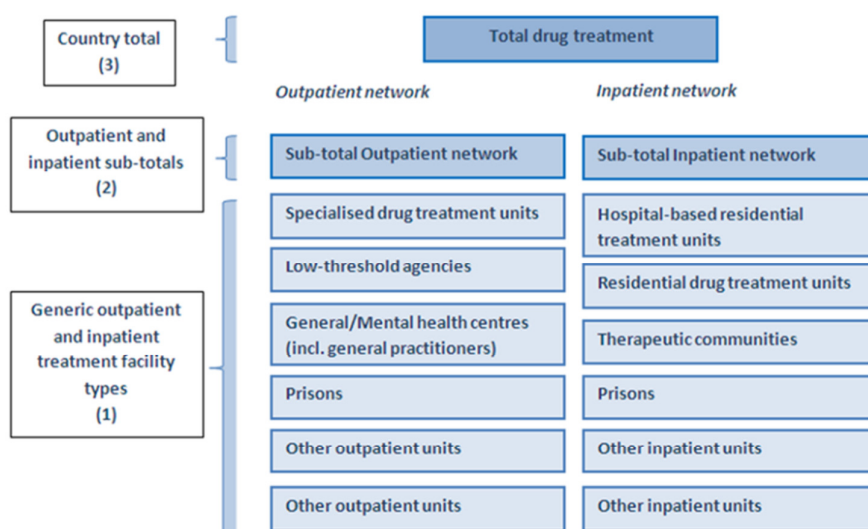 Country total
(3)
Total drug treatment
Outpatient network
Inpatient network
Outpatient and
inpatient sub-totals
(2)
Sub-total Outpatient network
Sub-total Inpatient network
Generic outpatient
and inpatient
treatment facility
types
(1)
Specialised drug treatment units
Low-threshold agencies
General/Mental health centres
(incl. general practitioners)
Prisons
Other outpatient units
Other outpatient units
Hospital-based residential
treatment units
Residential drug treatment units
Therapeutic communities
Prisons
Other inpatient units
Other inpatient units